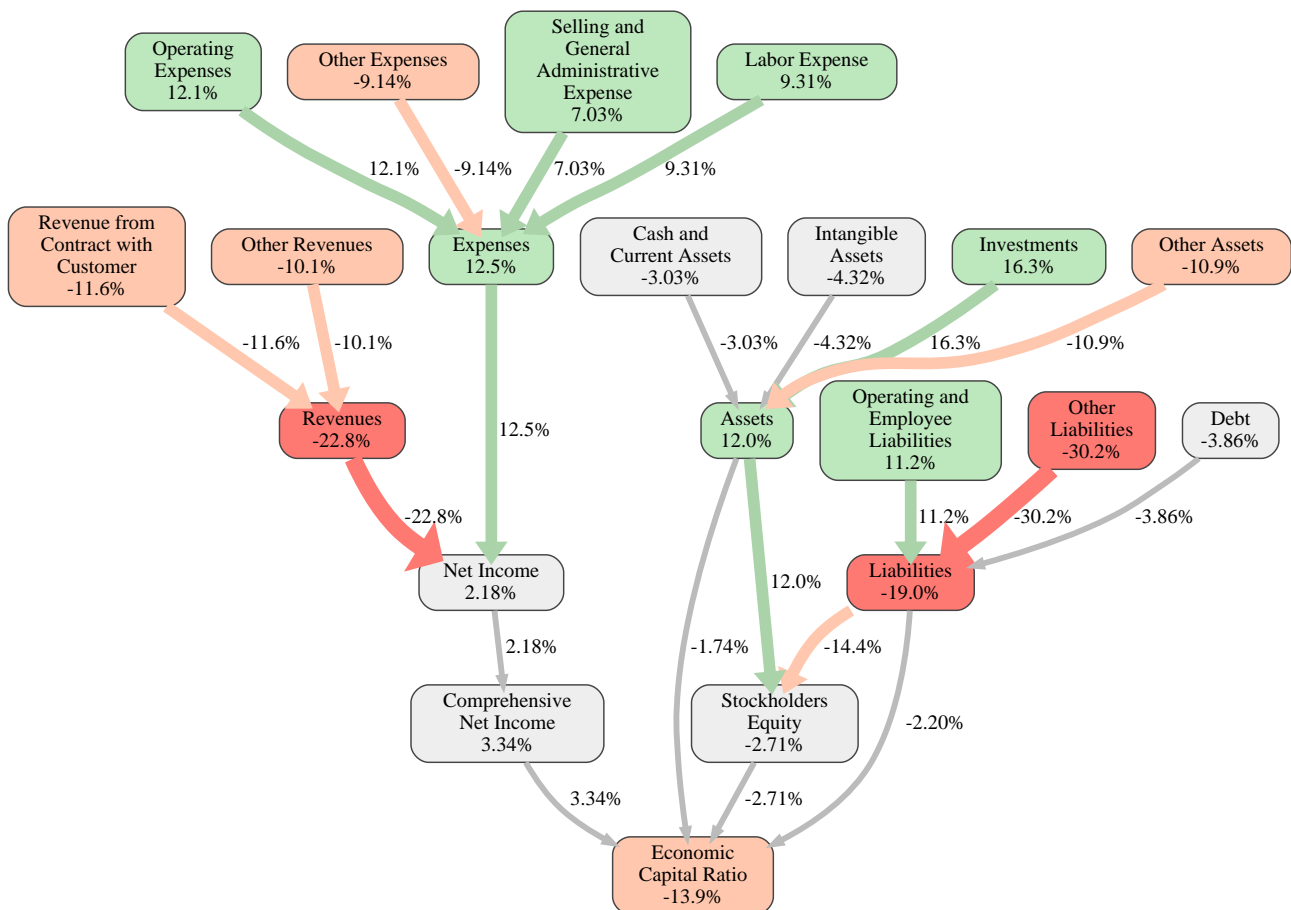 Operating
Expenses
12.1%
Other Expenses
-9.14%
Selling and
General
Administrative
Expense
7.03%
Labor Expense
9.31%
12.1%
-9.14%
7.03%
9.31%
Revenue from
Contract with
Customer
-11.6%
Other Revenues
-10.1%
Expenses
12.5%
Cash and
Current Assets
-3.03%
Intangible
Assets
-4.32%
Investments
16.3%
Other Assets
-10.9%
-11.6%
-10.1%
-3.03%
-4.32%
16.3%
-10.9%
Revenues
-22.8%
12.5%
Assets
12.0%
Operating and
Employee
Liabilities
11.2%
Other
Liabilities
-30.2%
Debt
-3.86%
-22.8%
11.2%
-30.2%
-3.86%
Net Income
2.18%
12.0%
Liabilities
-19.0%
2.18%
-1.74%
-14.4%
Comprehensive
Net Income
3.34%
Stockholders
Equity
-2.71%
-2.20%
3.34%
-2.71%
Economic
Capital Ratio
-13.9%